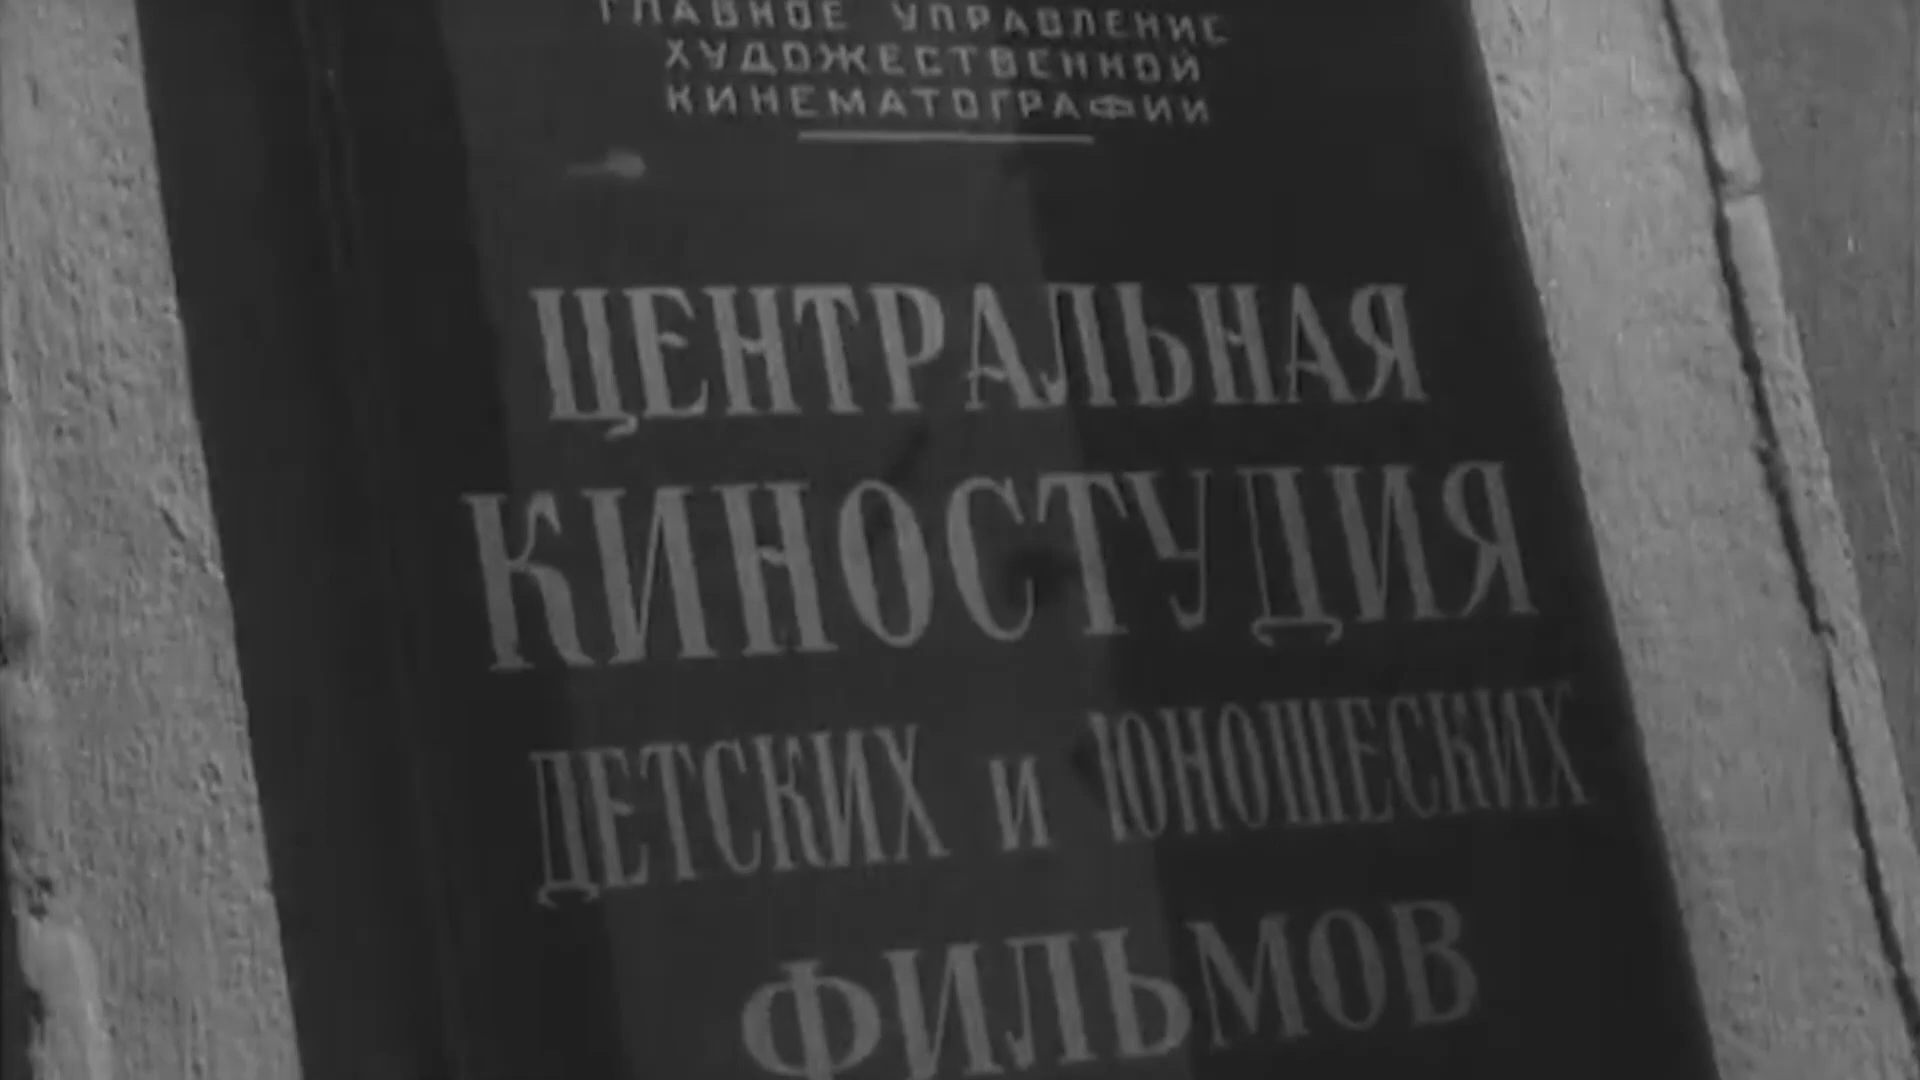 ГЛАВНОЕ УПРАВЛЕНИЕ
ХУДОЖЕСТВЕННОЙ
КИНЕМАТОГРАФИИ
ЦЕНТРАЛЬНАЯ
КИНОСТУДИЯ
ДЕТСКИХ И ЮНОШЕСКИХ
ФИЛЬМОВ